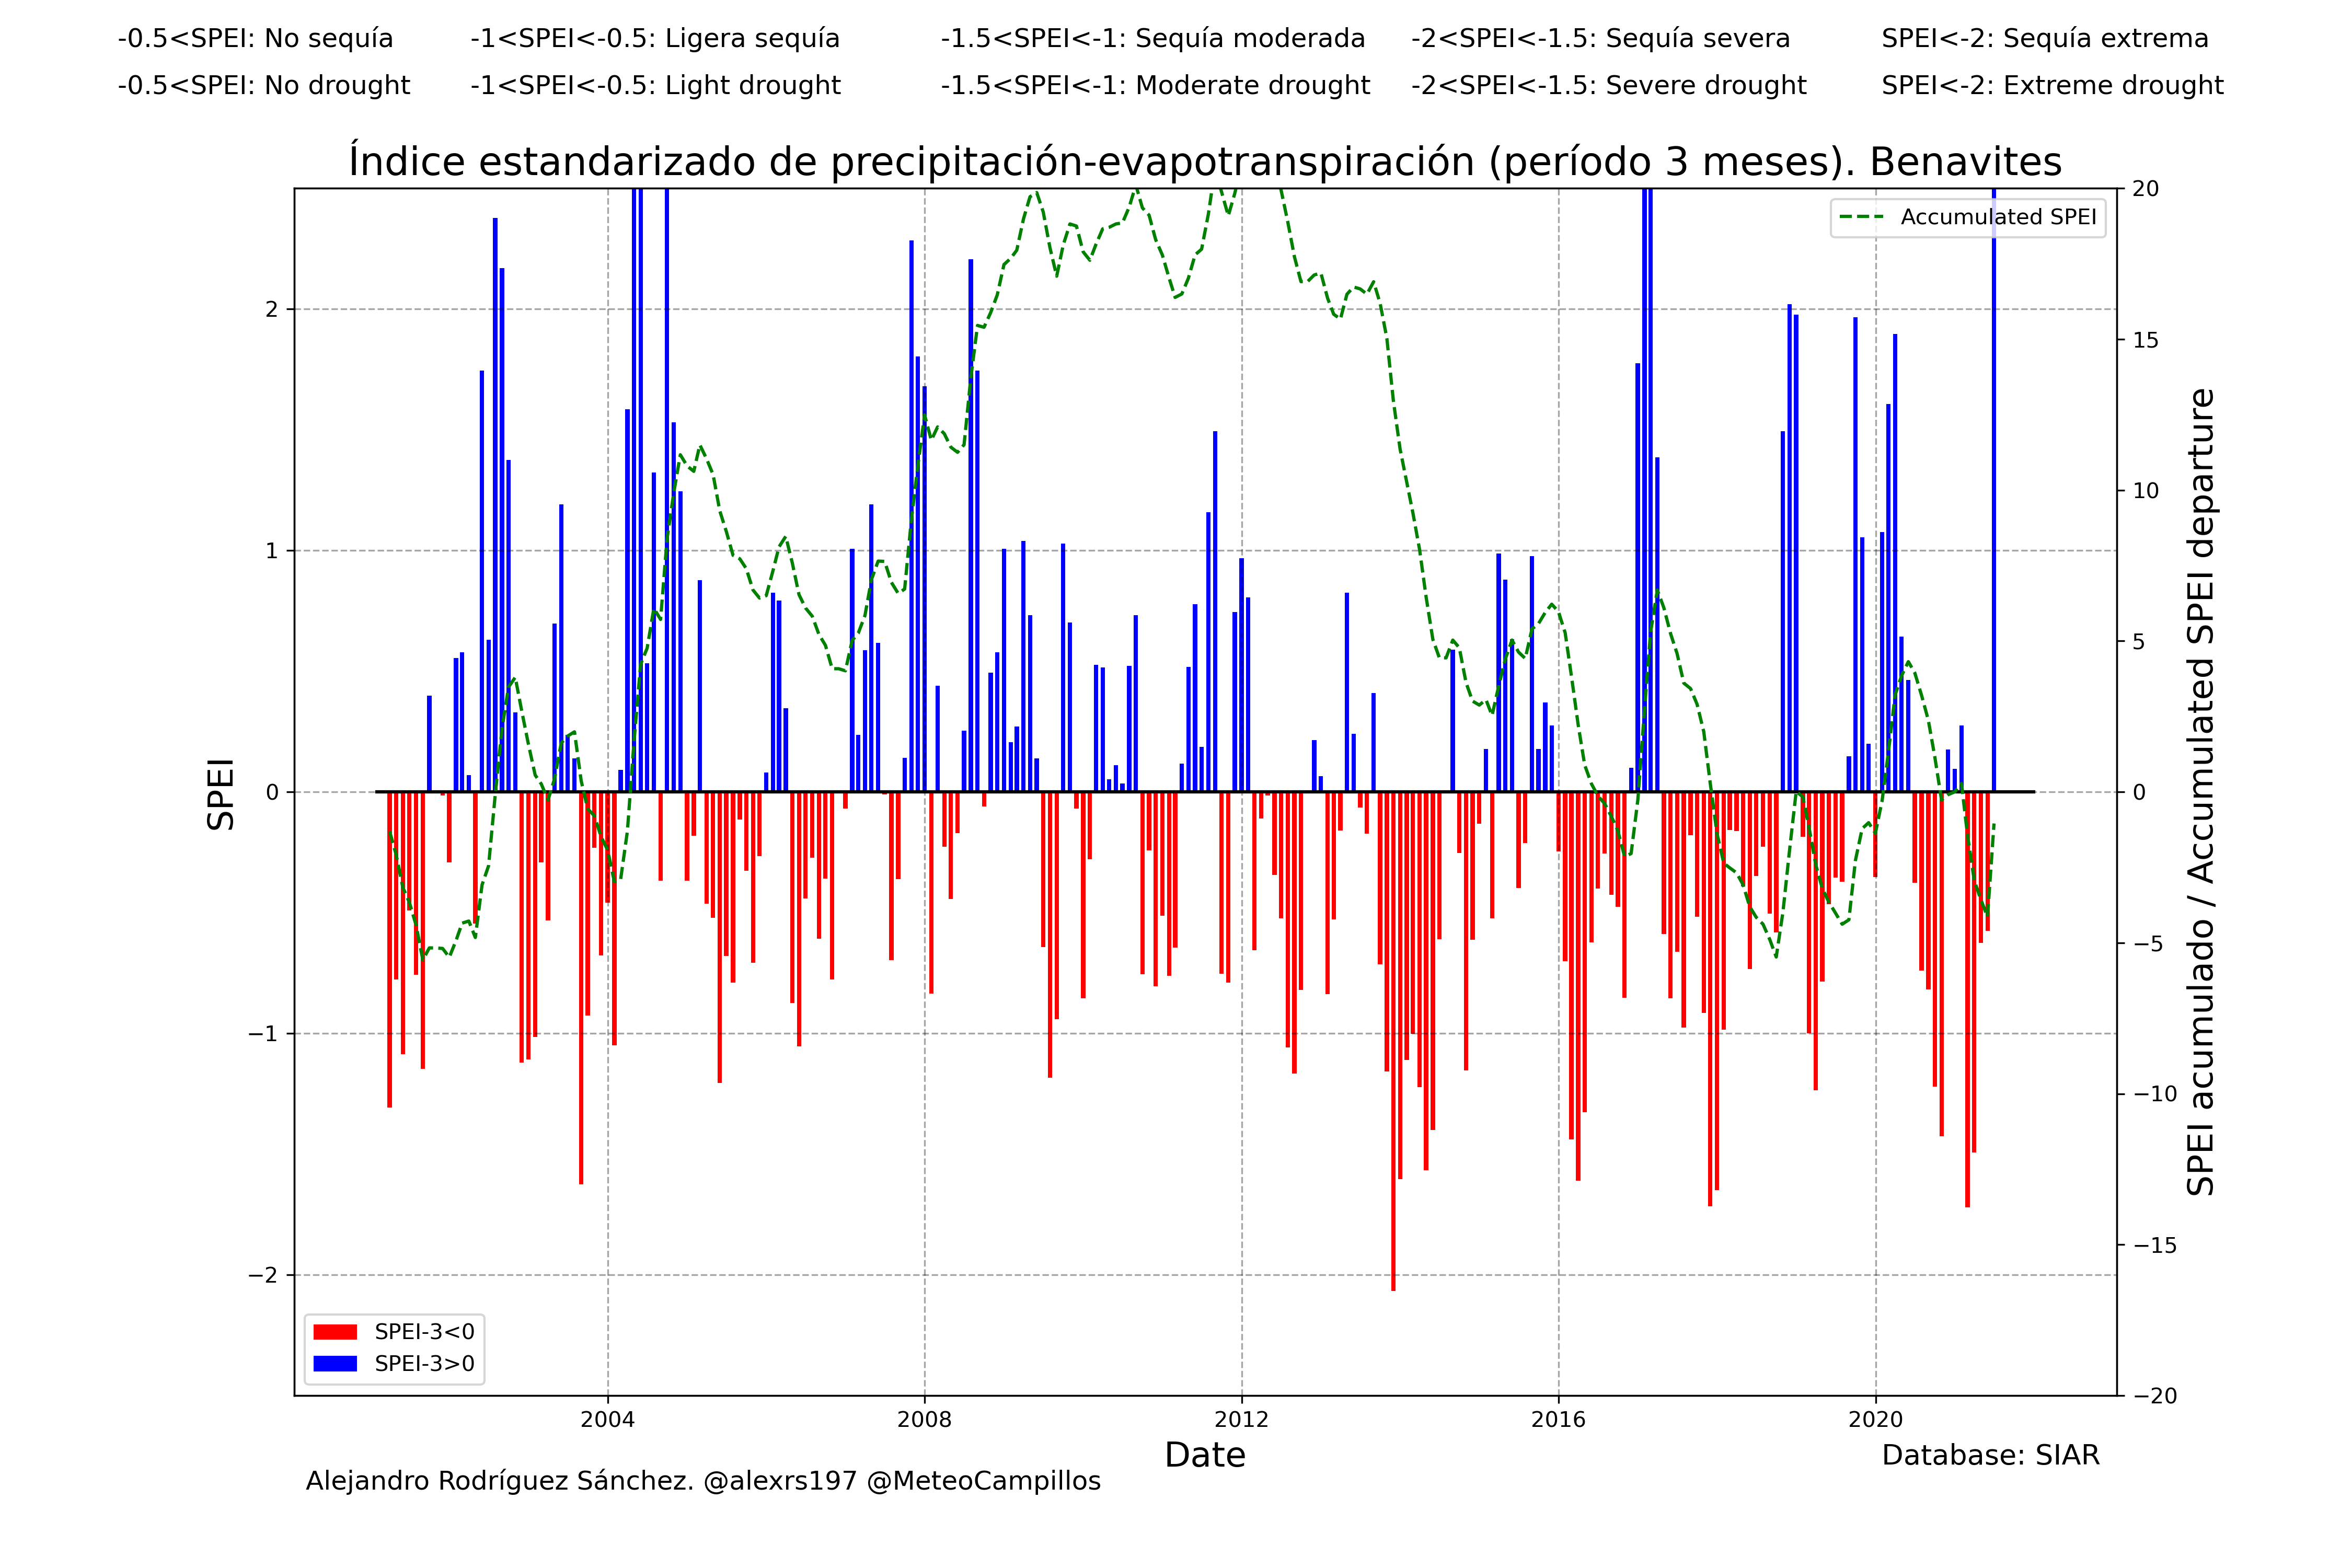 -0.5<SPEI: No sequía -1<SPEI<-0.5: Ligera sequía -1.5<SPEI<-1: Sequía moderada -2<SPEI<-1.5: Sequía severa SPEI<-2: Sequía extrema
-0.5<SPEI: No drought -1<SPEI<-0.5: Light drought -1.5<SPEI<-1: Moderate drought -2<SPEI<-1.5: Severe drought SPEI<-2: Extreme drought
Índice estandarizado de precipitación-evapotranspiración (período 3 meses). Benavites
Accumulated SPEI
SPEI
2
1
0
−1
−2
20
15
10
5
0
−5
−10
−15
−20
SPEI acumulado / Accumulated SPEI departure
SPEI-3<0
SPEI-3>0
2004 2008 2012 2016 2020
Date
Database: SIAR
Alejandro Rodríguez Sánchez. @alexrs197 @MeteoCampillos